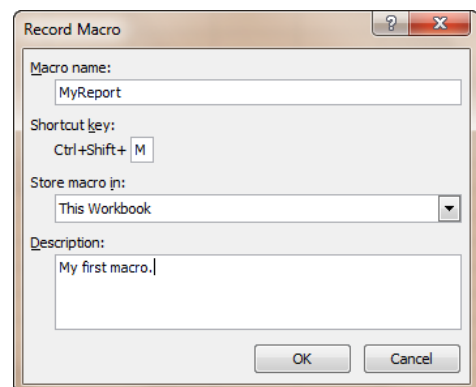 Record Macro
Macro name:
MyReport
Shortcut key:
Ctrl+Shift+ M
Store macro in:
This Workbook
Description:
My first macro.
OK Cancel